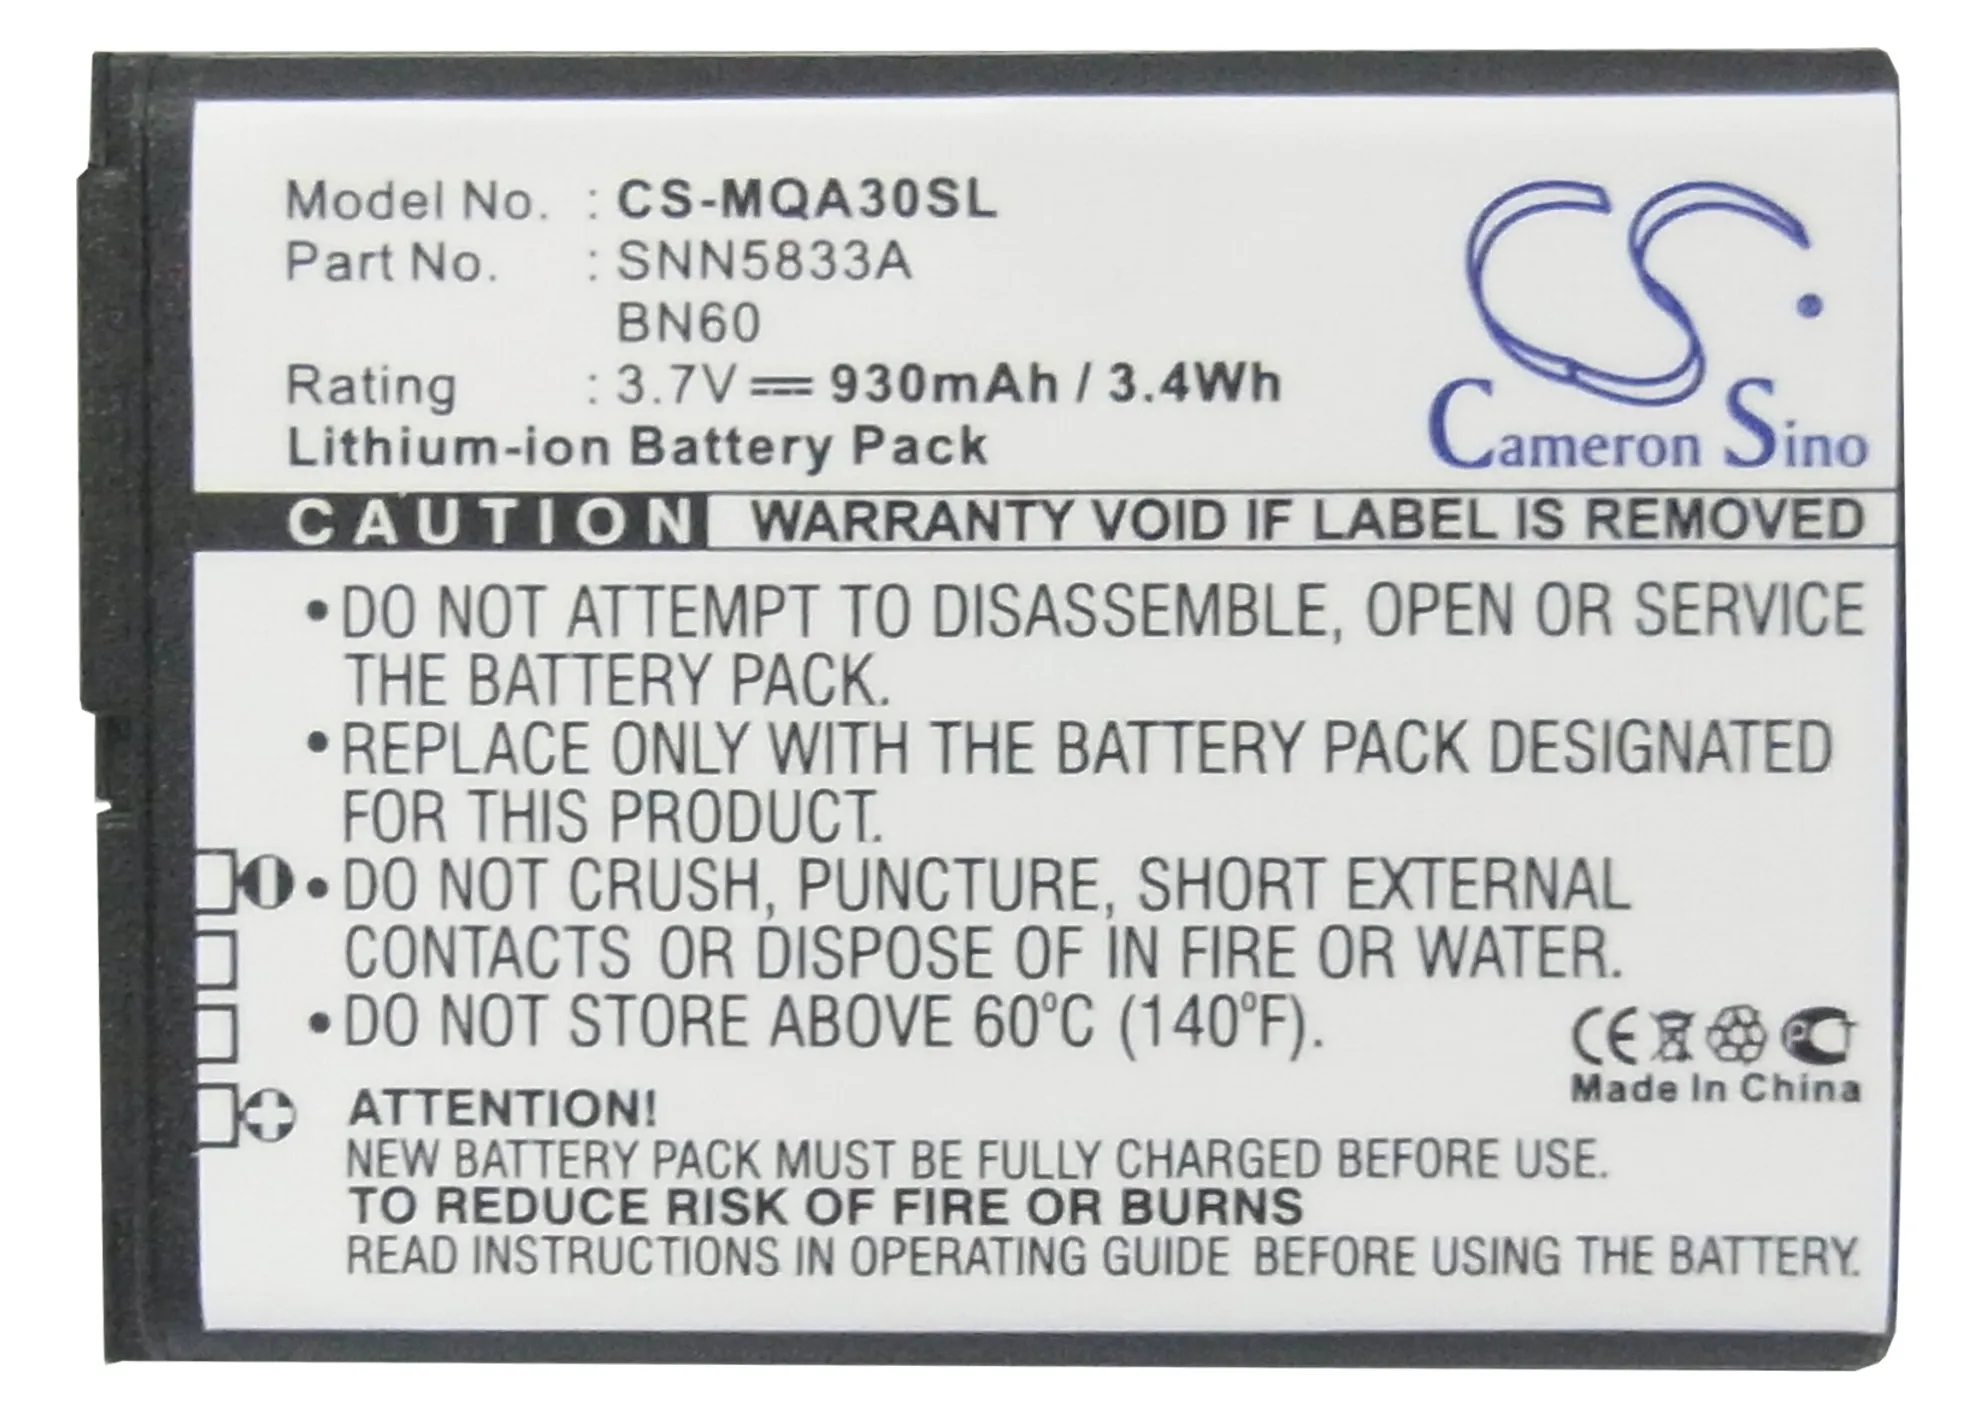 Model No. : CS-MQA30SL
Part No. : SNN5833A
BN60
Rating : 3.7V 930mAh / 3.4Wh
Lithium-ion Battery Pack
CS
Cameron Sino
CAUTION WARRANTY VOID IF LABEL IS REMOVED
•DO NOT ATTEMPT TO DISASSEMBLE, OPEN OR SERVICE
THE BATTERY PACK.
•REPLACE ONLY WITH THE BATTERY PACK DESIGNATED
FOR THIS PRODUCT.
•DO NOT CRUSH, PUNCTURE, SHORT EXTERNAL
CONTACTS OR DISPOSE OF IN FIRE OR WATER.
•DO NOT STORE ABOVE 60°C (140°F).
CE PCT
Made In China
ATTENTION!
NEW BATTERY PACK MUST BE FULLY CHARGED BEFORE USE.
TO REDUCE RISK OF FIRE OR BURNS
READ INSTRUCTIONS IN OPERATING GUIDE BEFORE USING THE BATTERY.